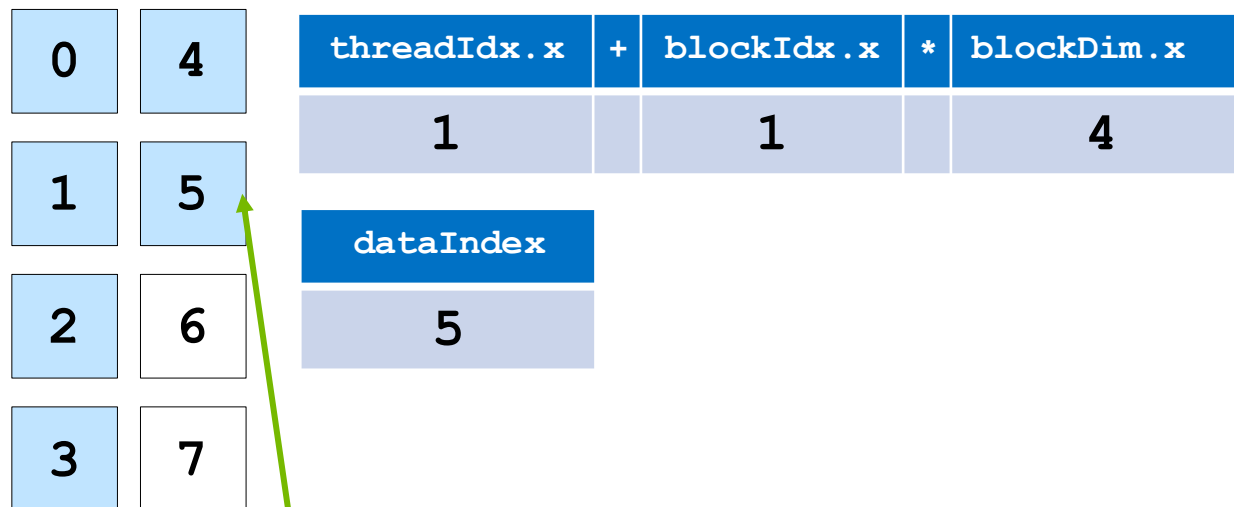 0 4 threadIdx.x + blockIdx.x * blockDim.x
1 1 4
1 5
dataIndex
2 6 5
3 7